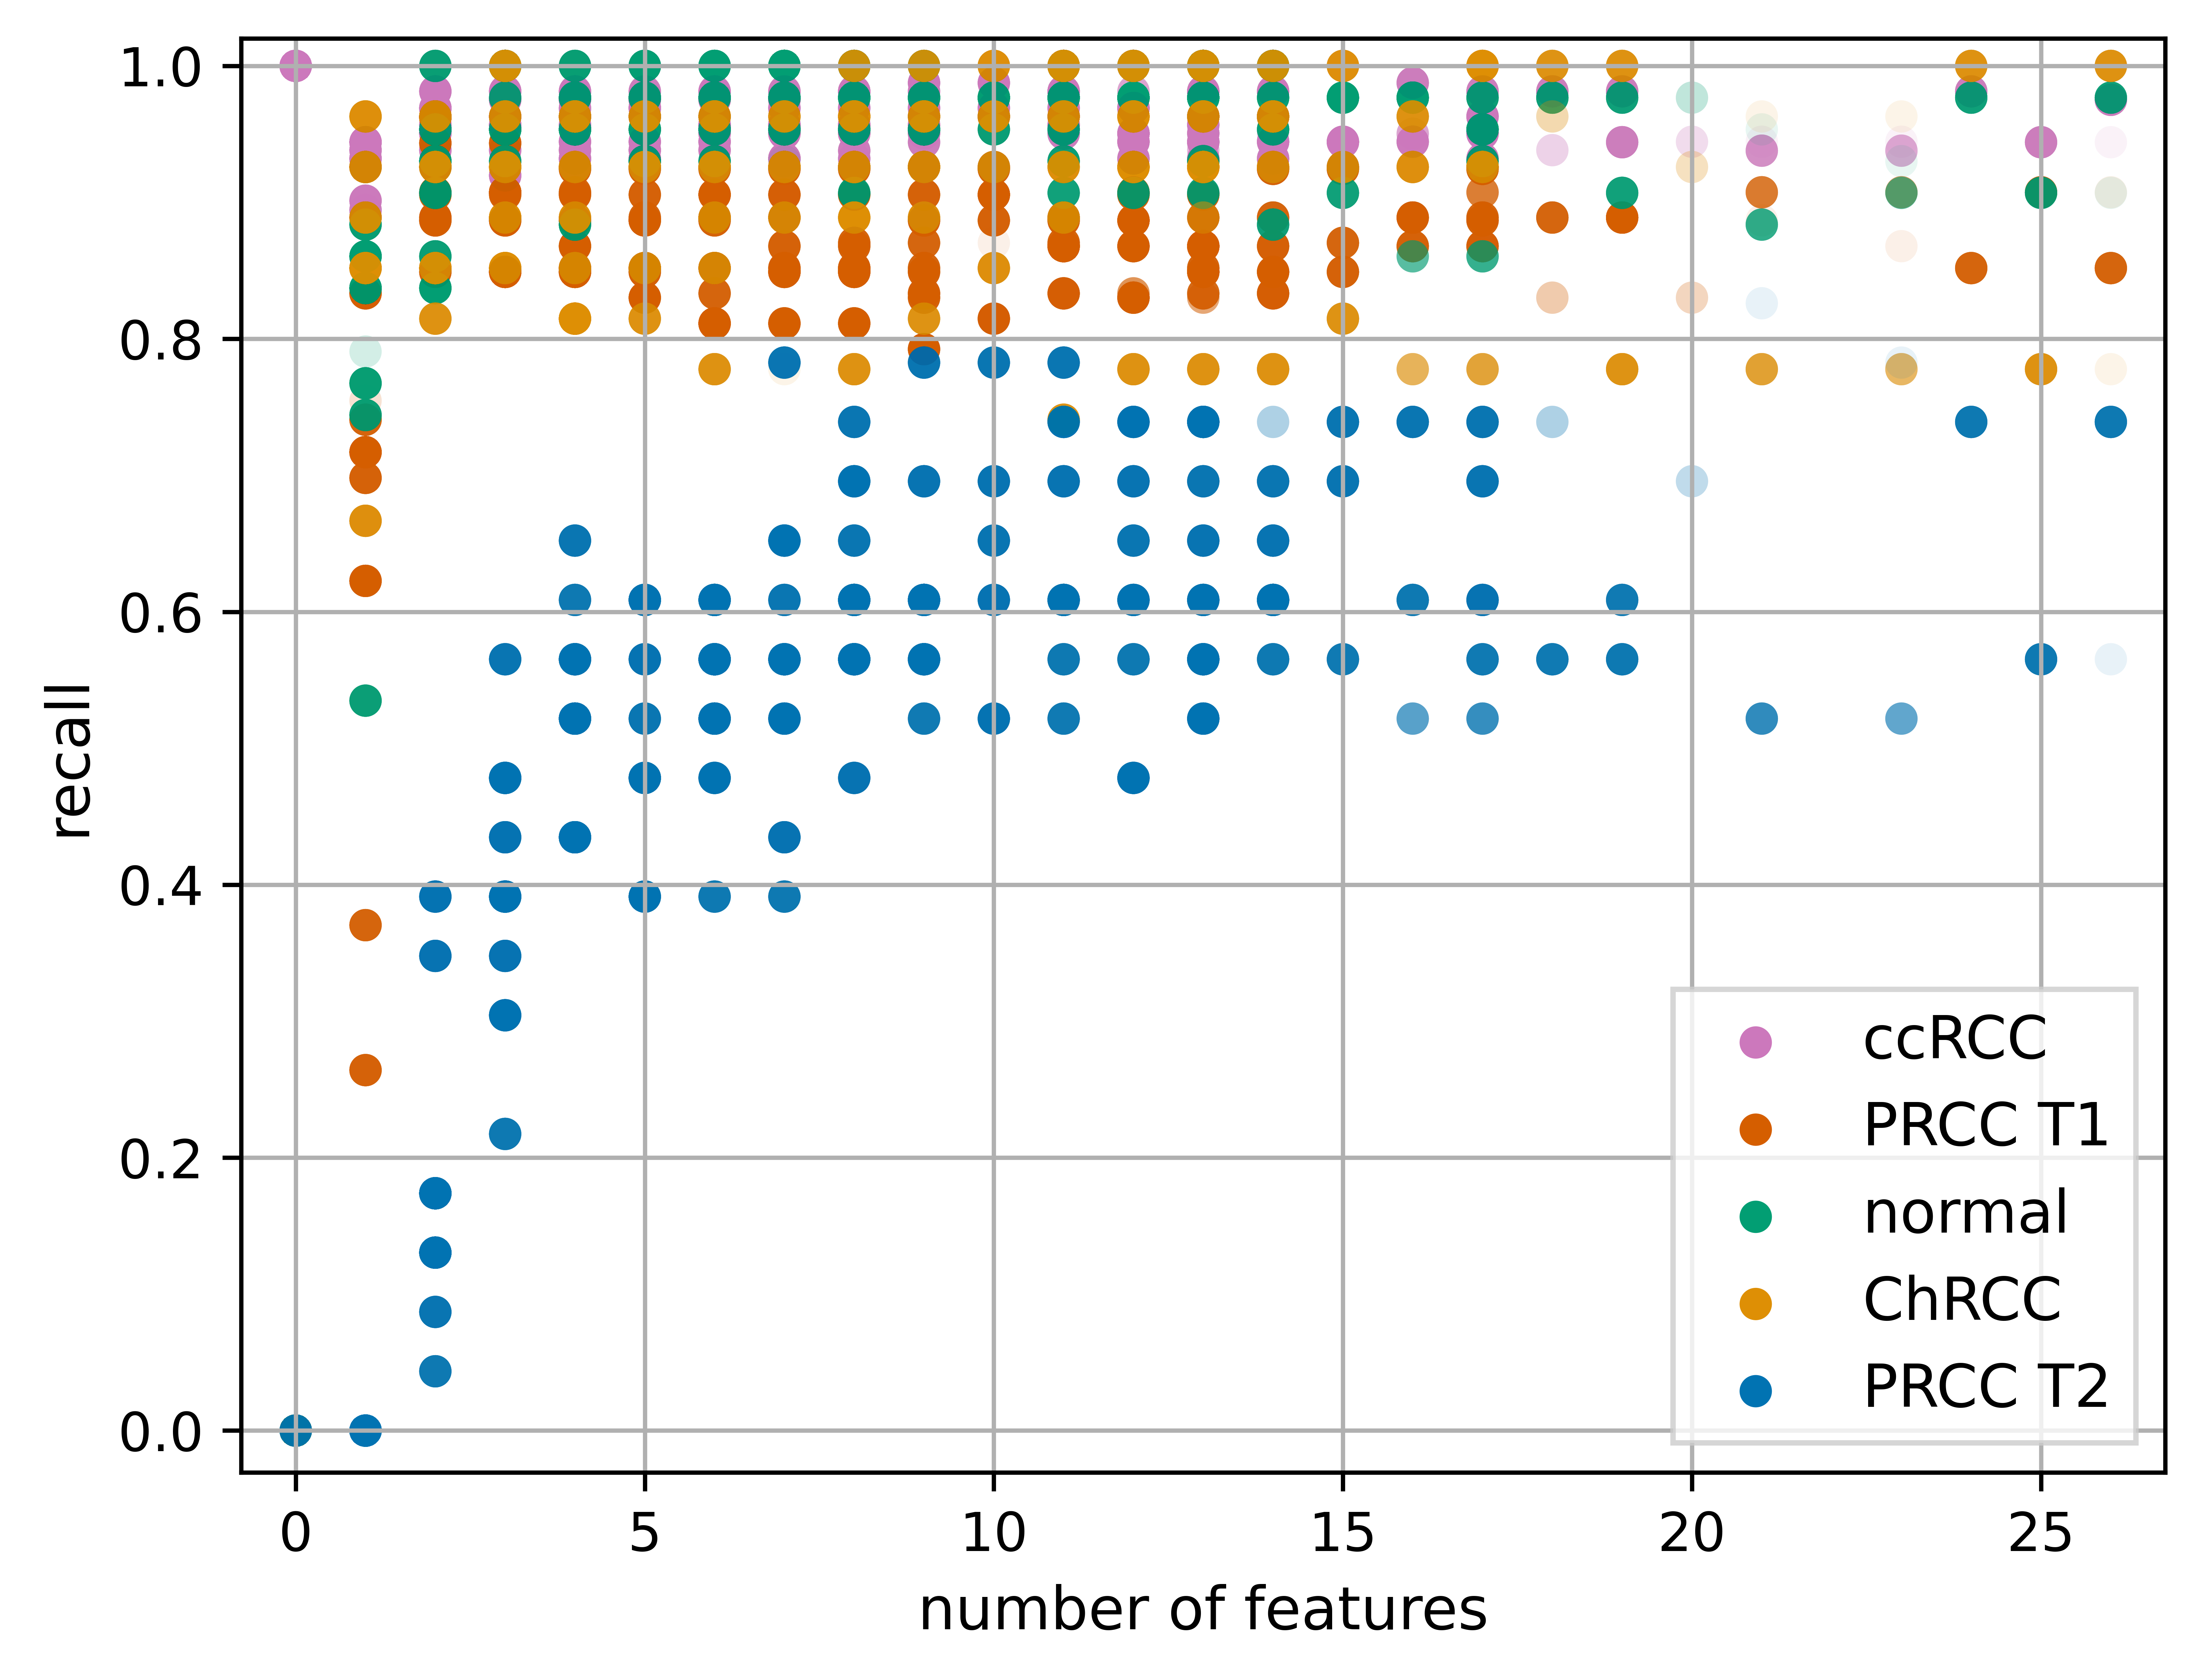 1.0
0.8
0.6
0.4
0.2
0.0
recall
0 5 10 15 20 25
number of features
ccRCC
PRCC T1
normal
ChRCC
PRCC T2